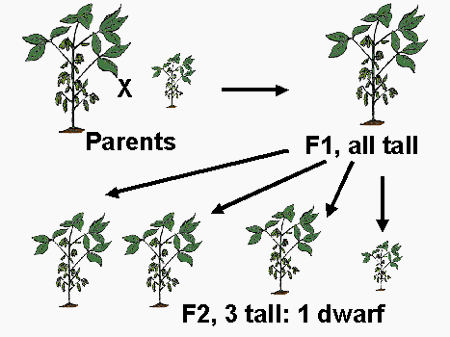 X
Parents
F1, all tall
F2, 3 tall: 1 dwarf